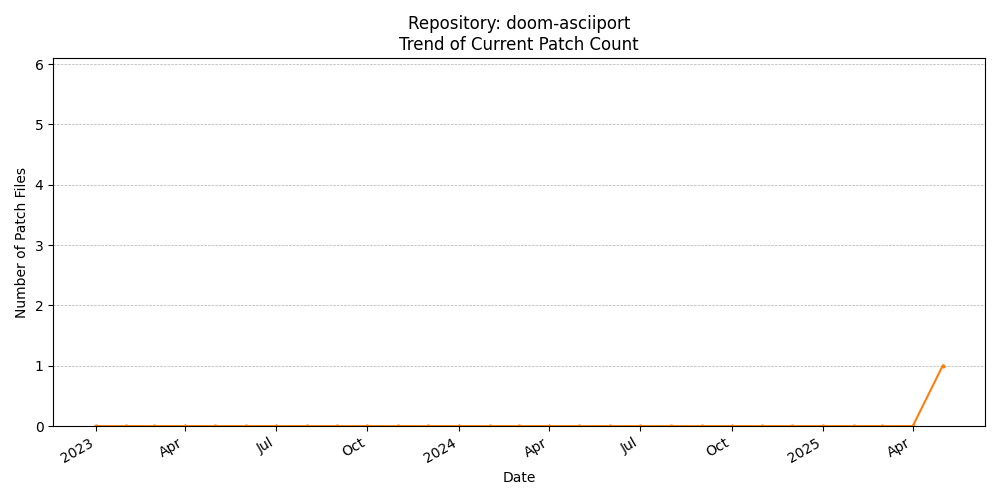 Repository: doom-asciiport
Trend of Current Patch Count
6
5
4
3
2
1
0
Number of Patch Files
2023
Apr
Jul
Oct
2024
Apr
Jul
Oct
2025
Apr
Date